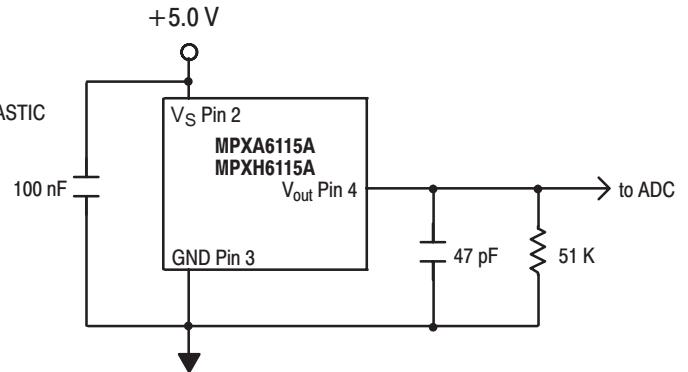 +5.0 V
ASTIC
V_S Pin 2
MPXA6115A
MPXH6115A
100 nF
V_out Pin 4
to ADC
GND Pin 3
47 pF
51 K